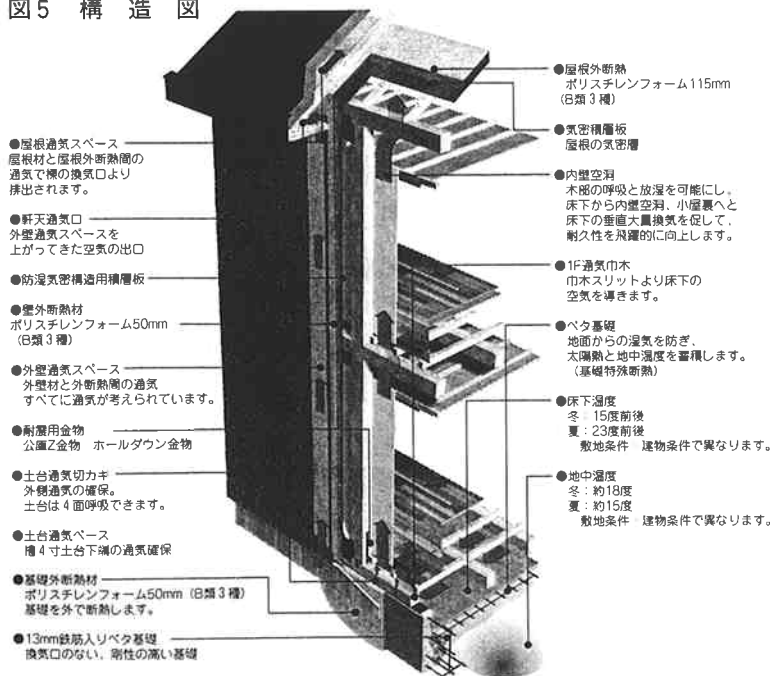 図5 構造図
●屋根通気スペース
屋根材と屋根外断熱間の
通気で棟の換気口より
排出されます。
●軒天通気口
外壁通気スペースを
上がってきた空気の出口
●防湿気密構造用積層板
●壁外断熱材
ポリスチレンフォーム50mm
(B類3種)
●外壁通気スペース
外壁材と外断熱間の通気
すべてに通気が考えられています。
●耐震用金物
公庫Z金物 ホールダウン金物
●土台通気切カキ
外側通気の確保。
土台は4面呼吸できます。
●土台通気ベース
檜4寸土台下端の通気確保
●基礎外断熱材
ポリスチレンフォーム50mm(B類3種)
基礎を外で断熱します。
●13mm鉄筋入りベタ基礎
換気口のない、剛性の高い基礎
●屋根外断熱
ポリスチレンフォーム115mm
(B類3種)
●気密積層板
屋根の気密層
●内壁空洞
木部の呼吸と放湿を可能にし、
床下から内壁空洞、小屋裏へと
床下の垂直大量換気を促して、
耐久性を飛躍的に向上します。
●1F通気巾木
巾木スリットより床下の
空気を導きます。
●ベタ基礎
地面からの湿気を防ぎ、
太陽熱と地中温度を蓄積します。
(基礎特殊断熱)
●床下温度
冬:15度前後
夏:23度前後
敷地条件・建物条件で異なります。
●地中温度
冬:約18度
夏:約15度
敷地条件・建物条件で異なります。